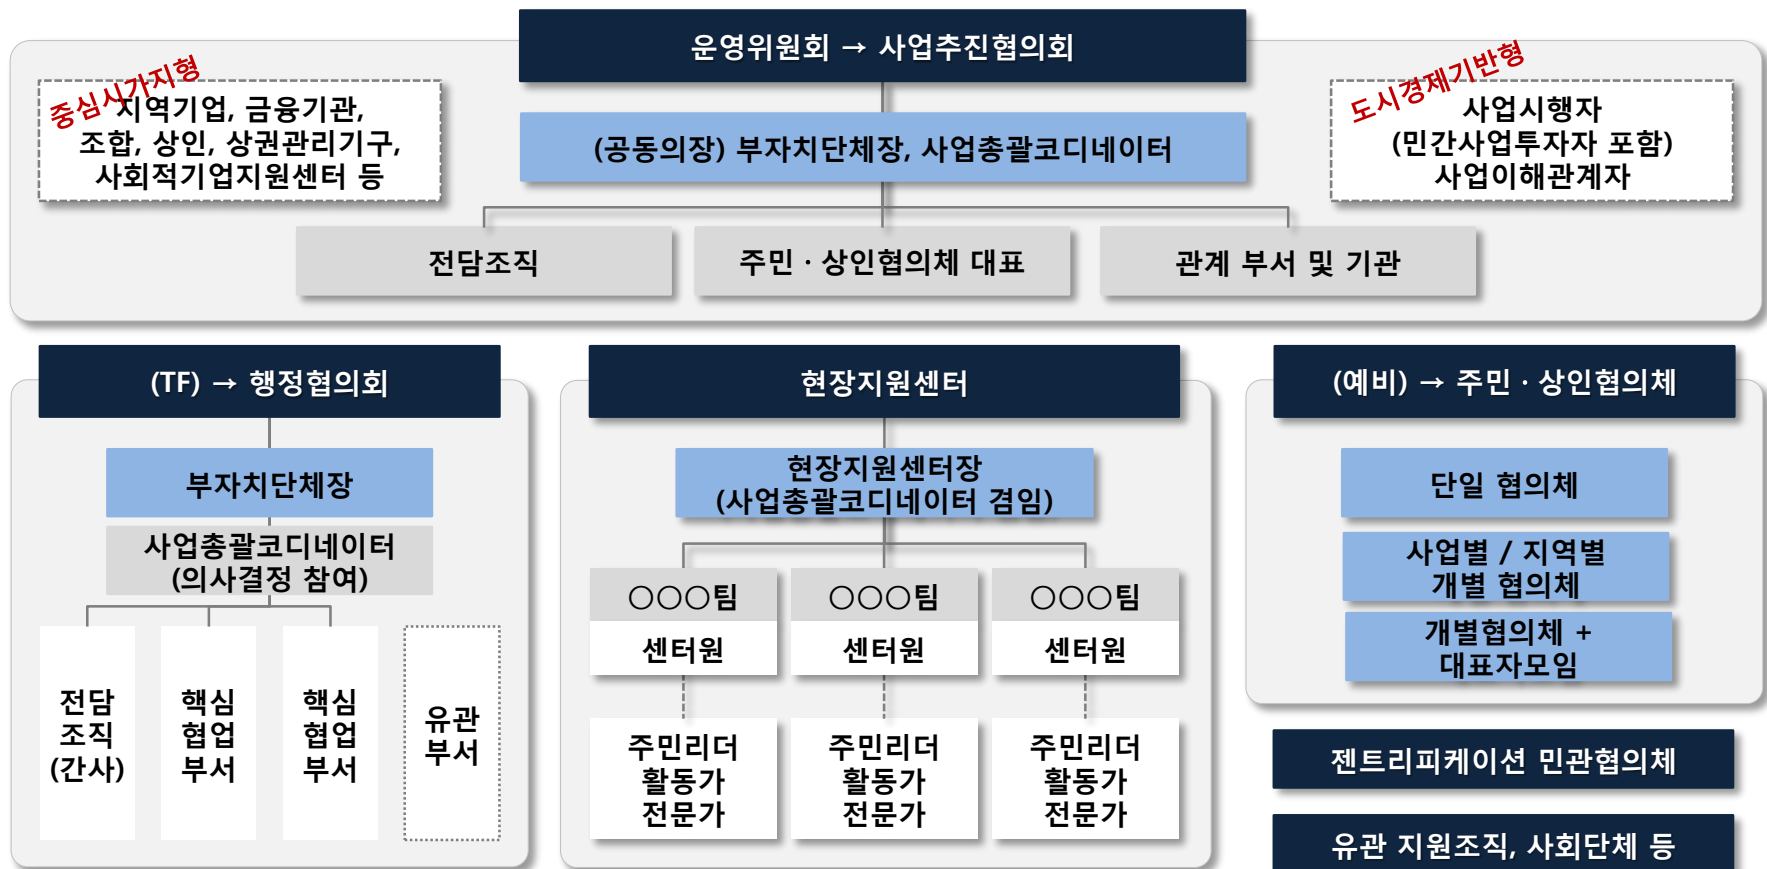 운영위원회 → 사업추진협의회
중심시가지형
지역기업, 금융기관,
조합, 상인, 상권관리기구,
사회적기업지원센터 등
(공동의장) 부자치단체장, 사업총괄코디네이터
도시경제기반형
사업시행자
(민간사업투자자 포함)
사업이해관계자
전담조직
주민 · 상인협의체 대표
관계 부서 및 기관
(TF) → 행정협의회
부자치단체장
사업총괄코디네이터
(의사결정 참여)
전담
조직
(간사)
핵심
협업
부서
핵심
협업
부서
유관
부서
현장지원센터
현장지원센터장
(사업총괄코디네이터 겸임)
○○○팀
센터원
주민리더
활동가
전문가
○○○팀
센터원
주민리더
활동가
전문가
○○○팀
센터원
주민리더
활동가
전문가
(예비) → 주민 · 상인협의체
단일 협의체
사업별 / 지역별
개별 협의체
개별협의체 +
대표자모임
젠트리피케이션 민관협의체
유관 지원조직, 사회단체 등